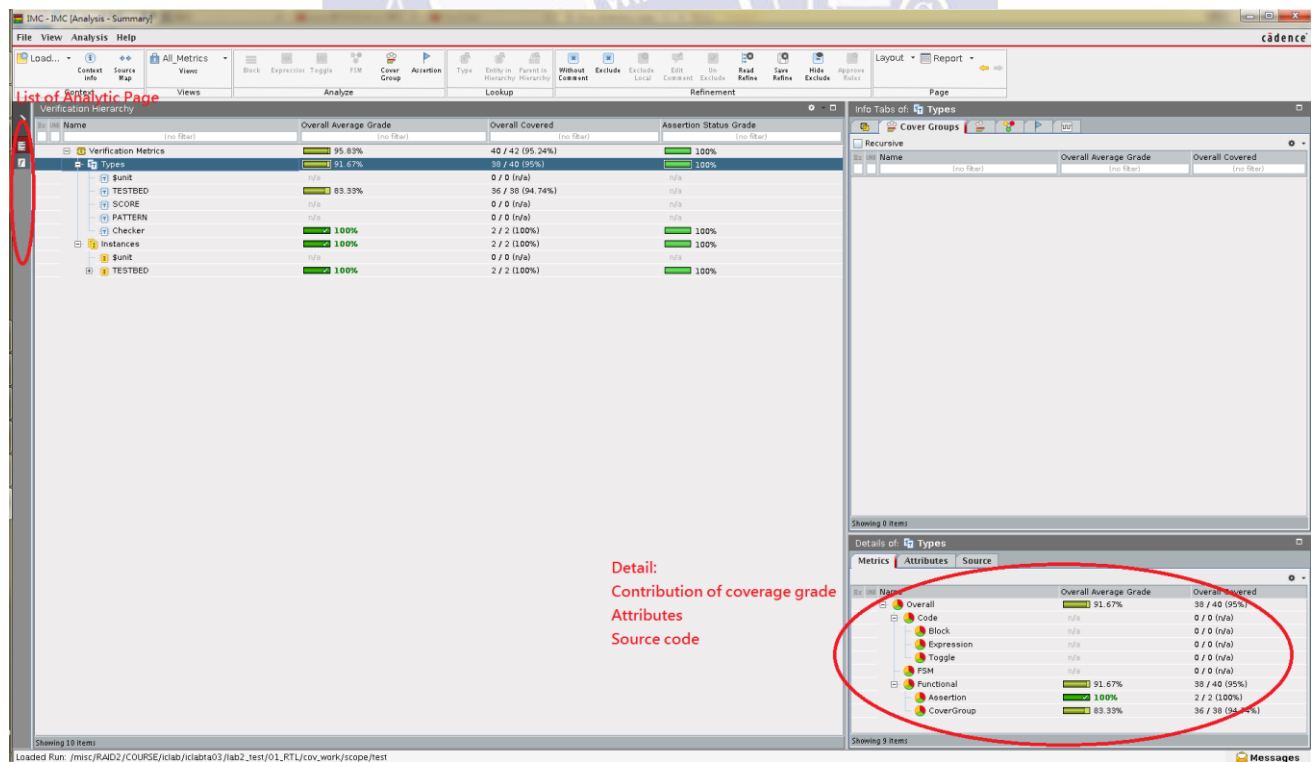 IMC - IMC [Analysis - Summary]
File View Analysis Help
cādence
Load...
Context Info
Source Map
All_Metrics
Views
Block
Expression
Toggle
FSM
Cover Group
Assertion
Type
Entity in Hierarchy
Parent in Hierarchy
Without Comment
Exclude
Exclude Local
Edit Comment
Un Exclude
Read Refine
Save Refine
Hide Exclude
Approve Rules
Layout
Report
Context
Views
Analyze
Lookup
Refinement
Page
List of Analytic Page
Verification Hierarchy
Ex UNR Name Overall Average Grade Overall Covered Assertion Status Grade
(no filter) (no filter) (no filter) (no filter)
Verification Metrics 95.83% 40 / 42 (95.24%) 100%
Types 91.67% 38 / 40 (95%) 100%
$unit n/a 0 / 0 (n/a) n/a
TESTBED 83.33% 36 / 38 (94.74%) n/a
SCORE n/a 0 / 0 (n/a) n/a
PATTERN n/a 0 / 0 (n/a) n/a
Checker 100% 2 / 2 (100%) 100%
Instances 100% 2 / 2 (100%) 100%
$unit n/a 0 / 0 (n/a) n/a
TESTBED 100% 2 / 2 (100%) 100%
Showing 10 items
Info Tabs of: Types
Cover Groups
Recursive
Ex UNR Name Overall Average Grade Overall Covered
(no filter) (no filter) (no filter)
Showing 0 items
Detail:
Contribution of coverage grade
Attributes
Source code
Details of: Types
Metrics Attributes Source
Ex UNR Name Overall Average Grade Overall Covered
Overall 91.67% 38 / 40 (95%)
Code n/a 0 / 0 (n/a)
Block n/a 0 / 0 (n/a)
Expression n/a 0 / 0 (n/a)
Toggle n/a 0 / 0 (n/a)
FSM n/a 0 / 0 (n/a)
Functional 91.67% 38 / 40 (95%)
Assertion 100% 2 / 2 (100%)
CoverGroup 83.33% 36 / 38 (94.74%)
Showing 9 items
Loaded Run: /misc/RAID2/COURSE/iclab/iclabta03/lab2_test/01_RTL/cov_work/scope/test
Messages